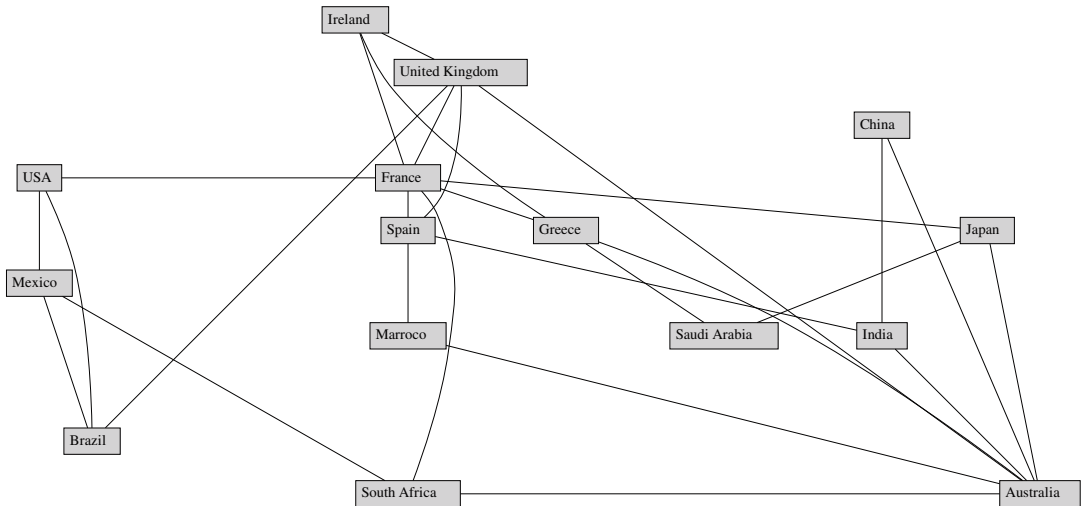 Ireland
United Kingdom
China
USA
France
Spain
Greece
Japan
Mexico
Marroco
Saudi Arabia
India
Brazil
South Africa
Australia